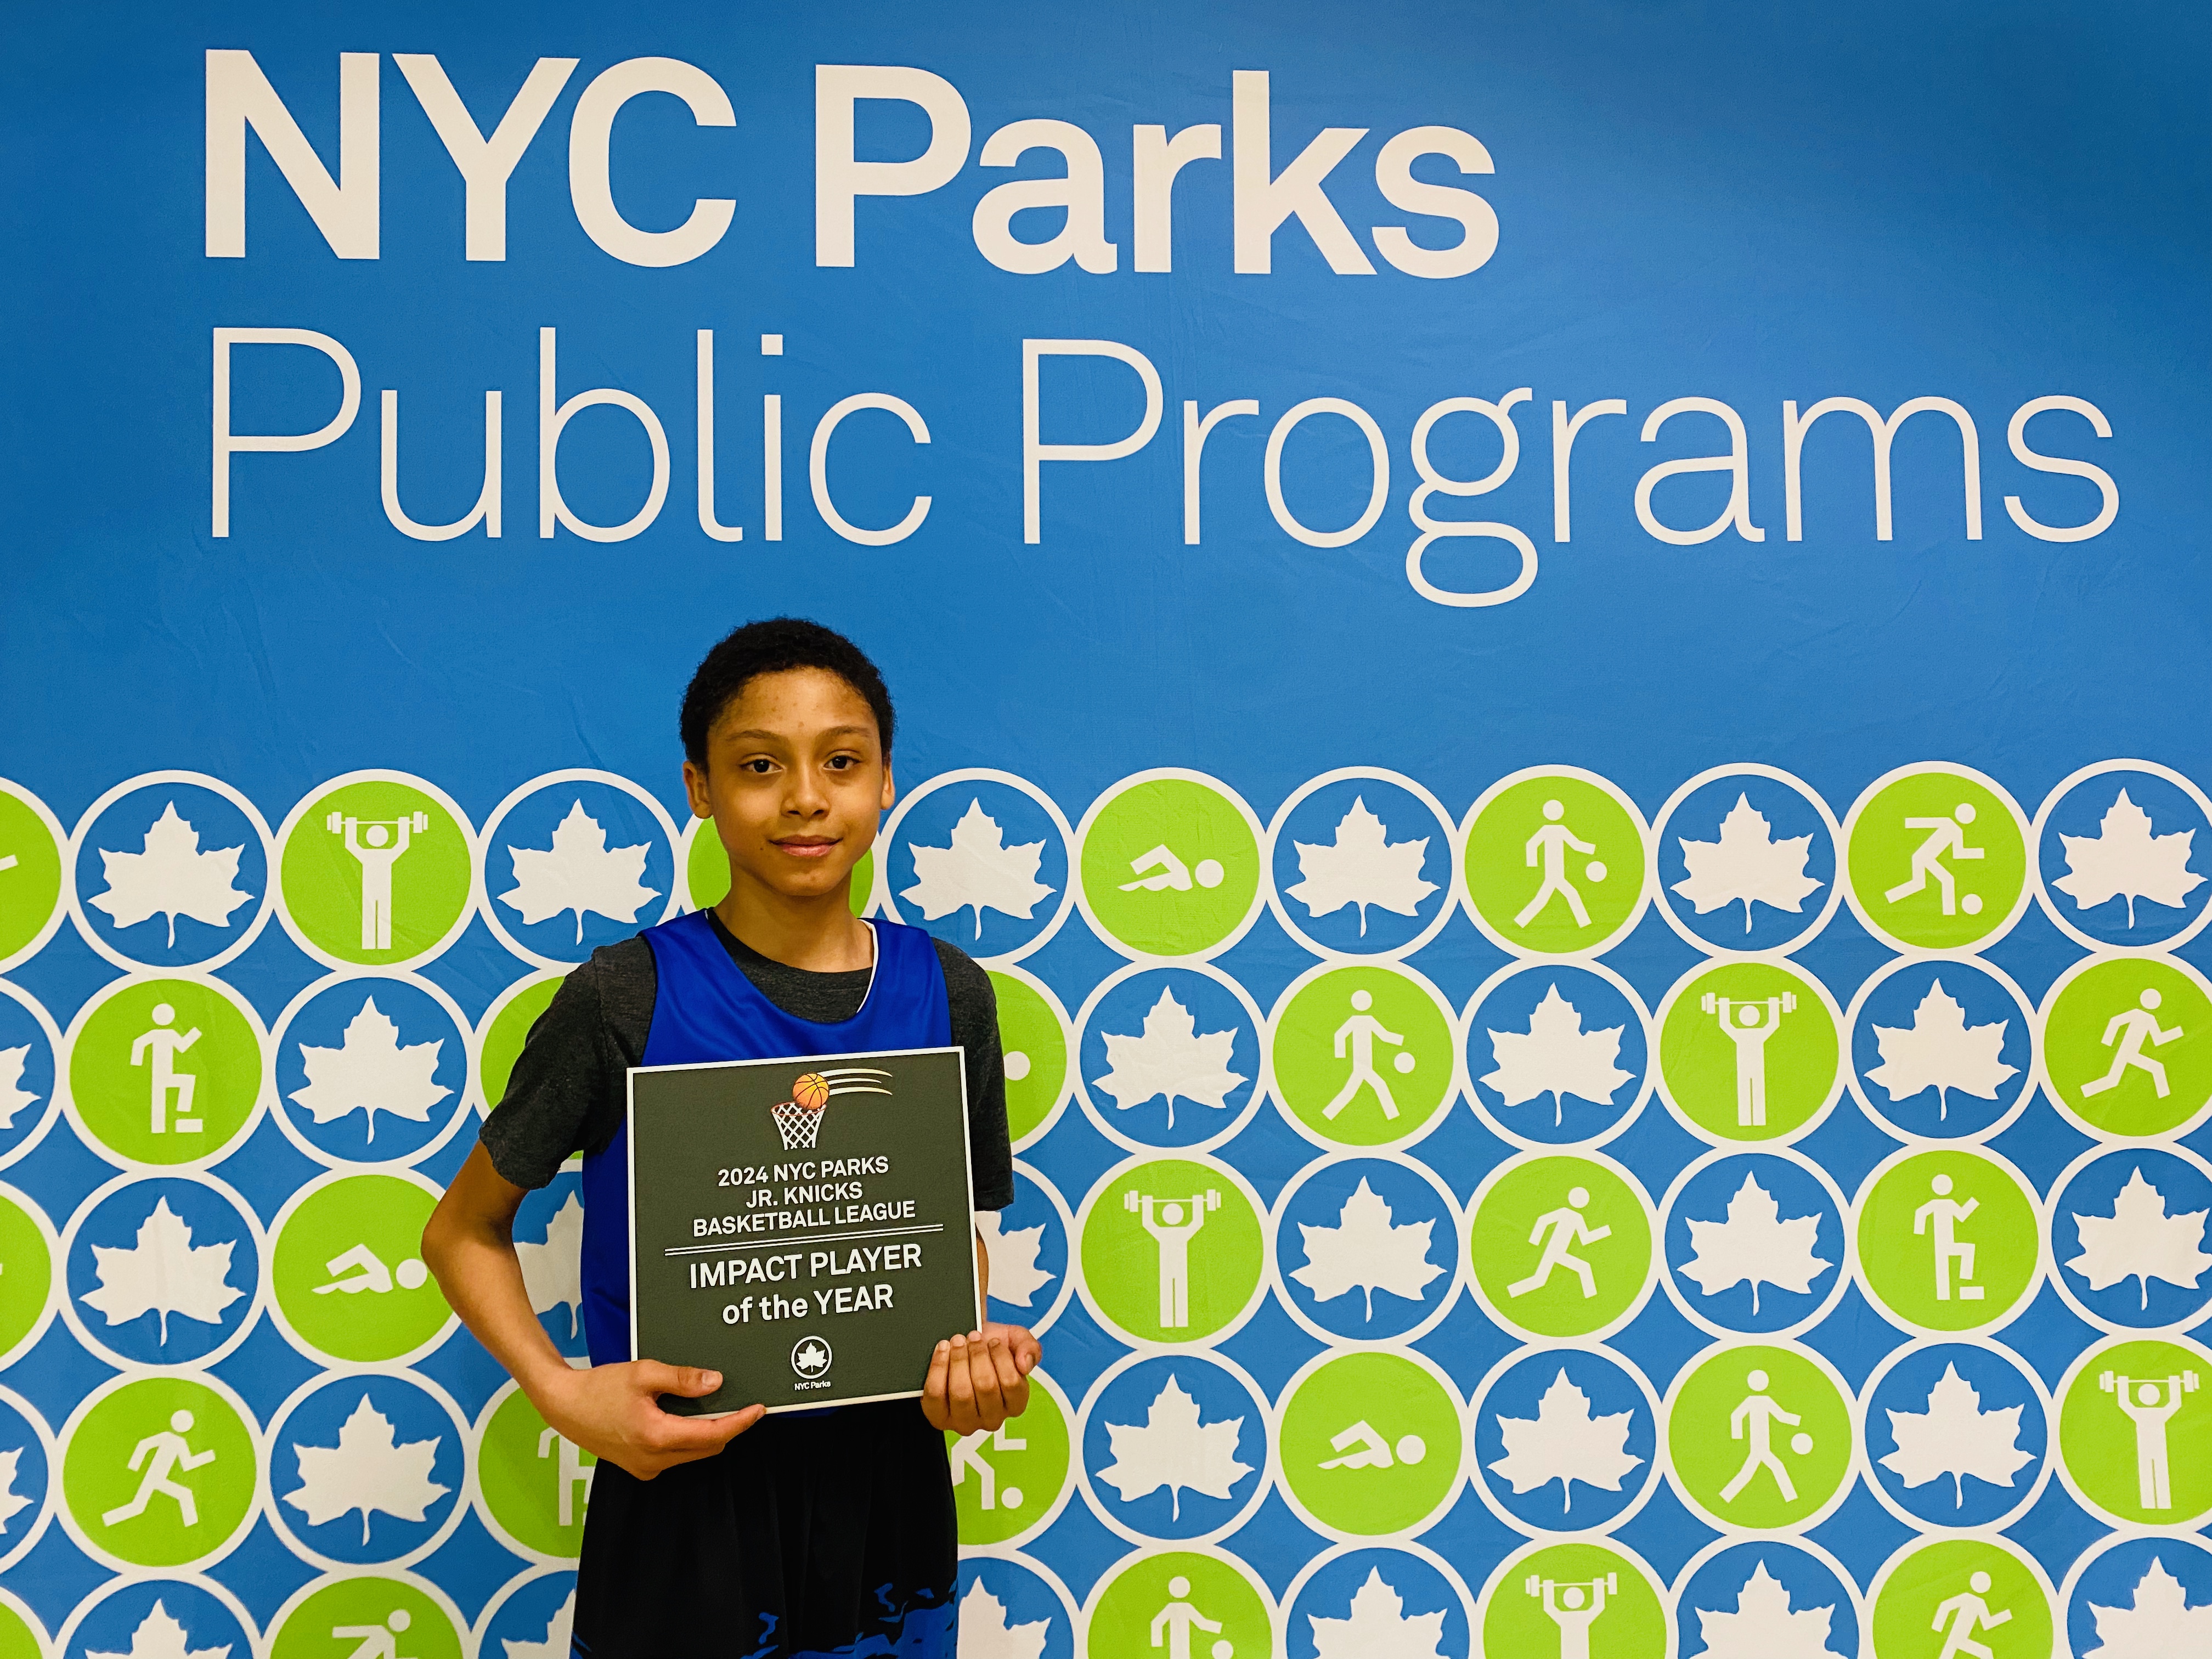 NYC Parks
Public Programs
2024 NYC PARKS
JR. KNICKS
BASKETBALL LEAGUE
IMPACT PLAYER
of the YEAR
NYC Parks